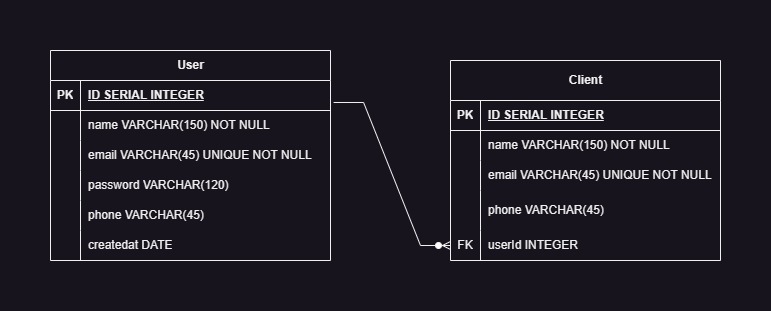 User
PK ID SERIAL INTEGER
name VARCHAR(150) NOT NULL
email VARCHAR(45) UNIQUE NOT NULL
password VARCHAR(120)
phone VARCHAR(45)
createdat DATE
Client
PK ID SERIAL INTEGER
name VARCHAR(150) NOT NULL
email VARCHAR(45) UNIQUE NOT NULL
phone VARCHAR(45)
FK userId INTEGER